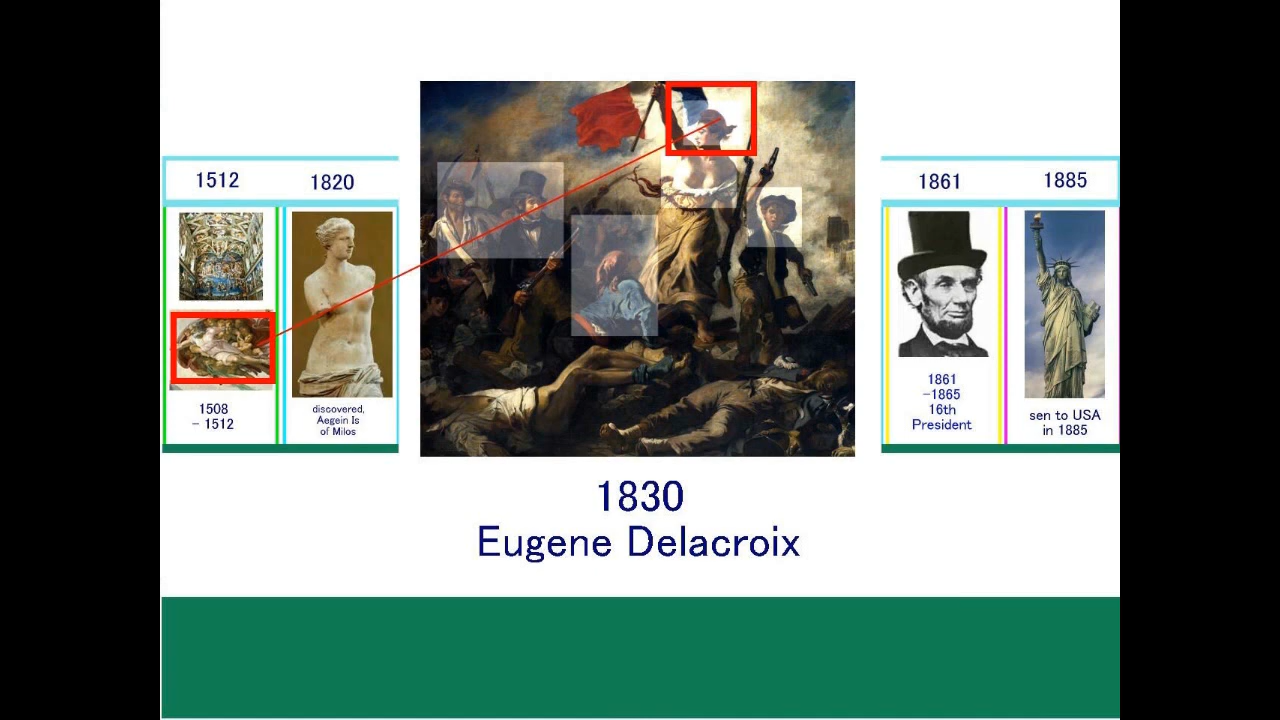 1512
1820
1508
- 1512
discovered,
Aegein Is
of Milos
1830
Eugene Delacroix
1861
1885
1861
-1865
16th
President
sen to USA
in 1885